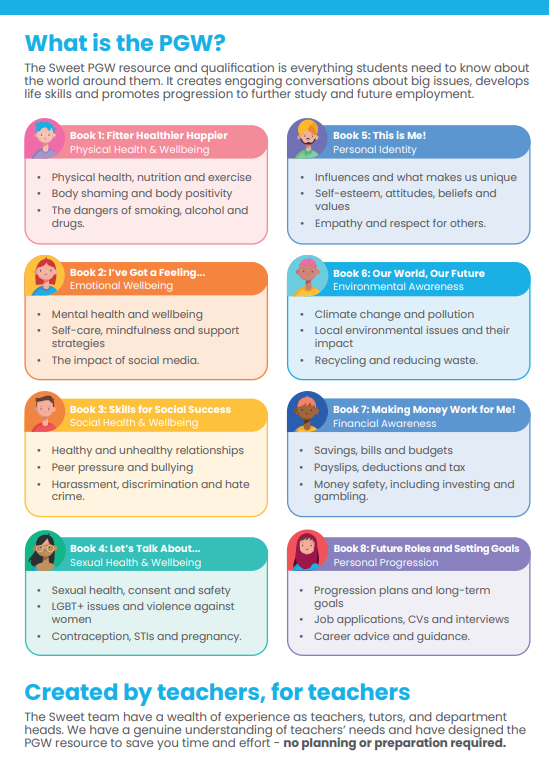 What is the PGW?
The Sweet PGW resource and qualification is everything students need to know about
the world around them. It creates engaging conversations about big issues, develops
life skills and promotes progression to further study and future employment.
Book 1: Fitter Healthier Happier
Physical Health & Wellbeing
• Physical health, nutrition and exercise
• Body shaming and body positivity
• The dangers of smoking, alcohol and
drugs.
Book 2: I've Got a Feeling...
Emotional Wellbeing
• Mental health and wellbeing
• Self-care, mindfulness and support
strategies
• The impact of social media.
Book 3: Skills for Social Success
Social Health & Wellbeing
• Healthy and unhealthy relationships
• Peer pressure and bullying
• Harassment, discrimination and hate
crime.
Book 4: Let's Talk About...
Sexual Health & Wellbeing
• Sexual health, consent and safety
• LGBT+ issues and violence against
women
• Contraception, STIs and pregnancy.
Book 5: This is Me!
Personal Identity
• Influences and what makes us unique
• Self-esteem, attitudes, beliefs and
values
• Empathy and respect for others.
Book 6: Our World, Our Future
Environmental Awareness
• Climate change and pollution
• Local environmental issues and their
impact
• Recycling and reducing waste.
Book 7: Making Money Work for Me!
Financial Awareness
• Savings, bills and budgets
• Payslips, deductions and tax
• Money safety, including investing and
gambling.
Book 8: Future Roles and Setting Goals
Personal Progression
• Progression plans and long-term
goals
• Job applications, CVs and interviews
• Career advice and guidance.
Created by teachers, for teachers
The Sweet team have a wealth of experience as teachers, tutors, and department
heads. We have a genuine understanding of teachers' needs and have designed the
PGW resource to save you time and effort - no planning or preparation required.